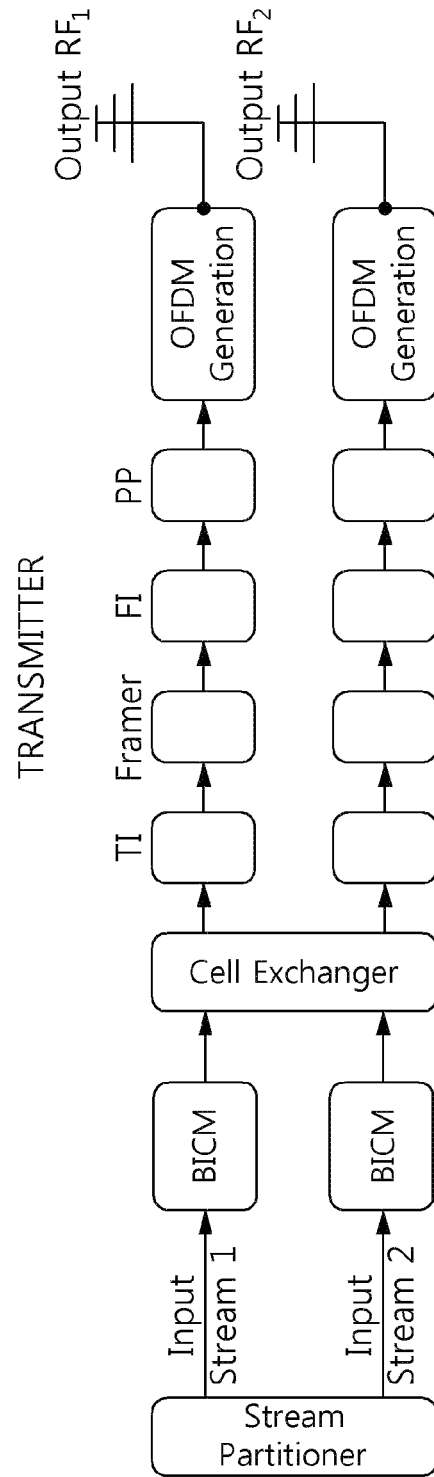 TRANSMITTER
Stream
Partitioner
Input
Stream 1
BICM
Cell Exchanger
TI
Framer
FI
PP
OFDM
Generation
Output RF1
Input
Stream 2
BICM
OFDM
Generation
Output RF2